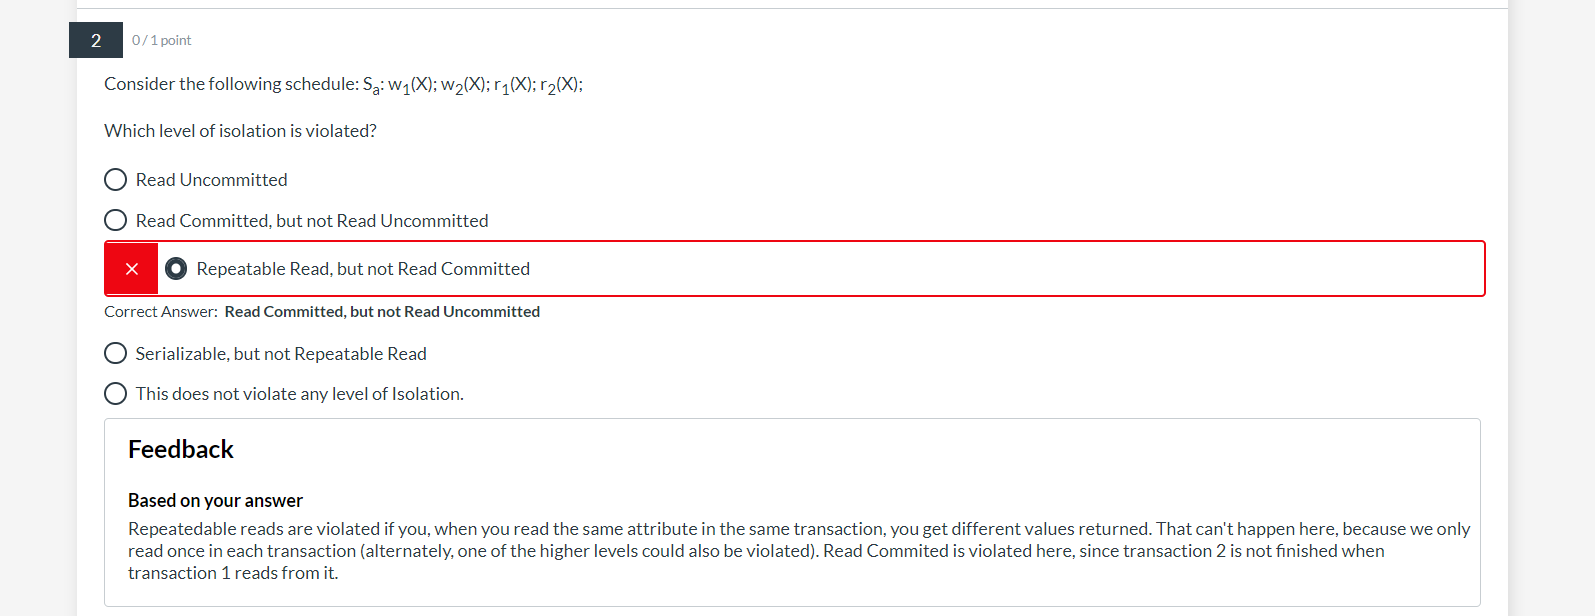 2 0 / 1 point
Consider the following schedule: Sₐ: w₁(X); w₂(X); r₁(X); r₂(X);
Which level of isolation is violated?
Read Uncommitted
Read Committed, but not Read Uncommitted
Repeatable Read, but not Read Committed
Correct Answer: Read Committed, but not Read Uncommitted
Serializable, but not Repeatable Read
This does not violate any level of Isolation.
Feedback
Based on your answer
Repeatedable reads are violated if you, when you read the same attribute in the same transaction, you get different values returned. That can't happen here, because we only
read once in each transaction (alternately, one of the higher levels could also be violated). Read Commited is violated here, since transaction 2 is not finished when
transaction 1 reads from it.